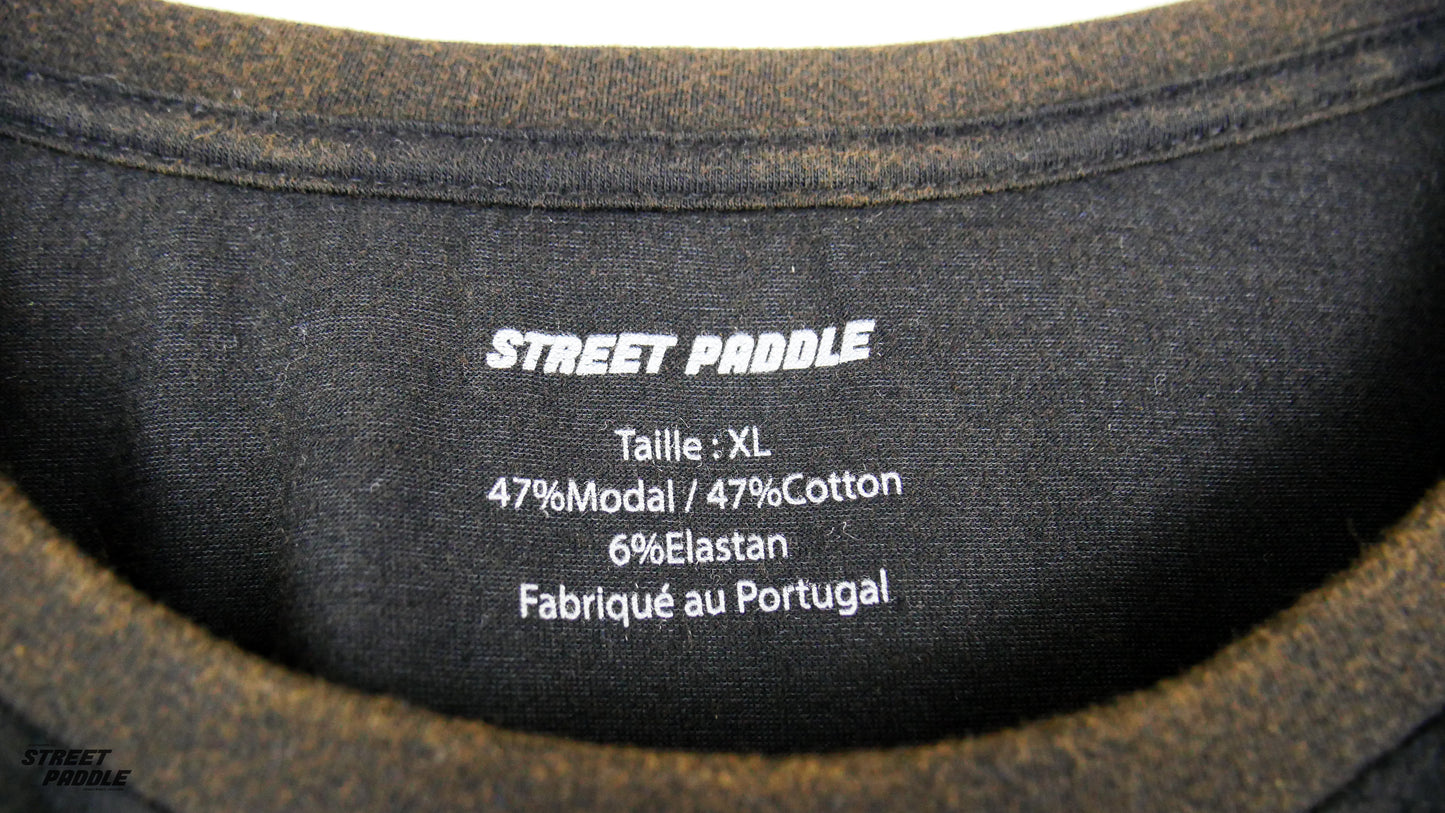 STREET PADDLE
Taille : XL
47%Modal / 47%Cotton
6%Elastan
Fabriqué au Portugal
STREET
PADDLE